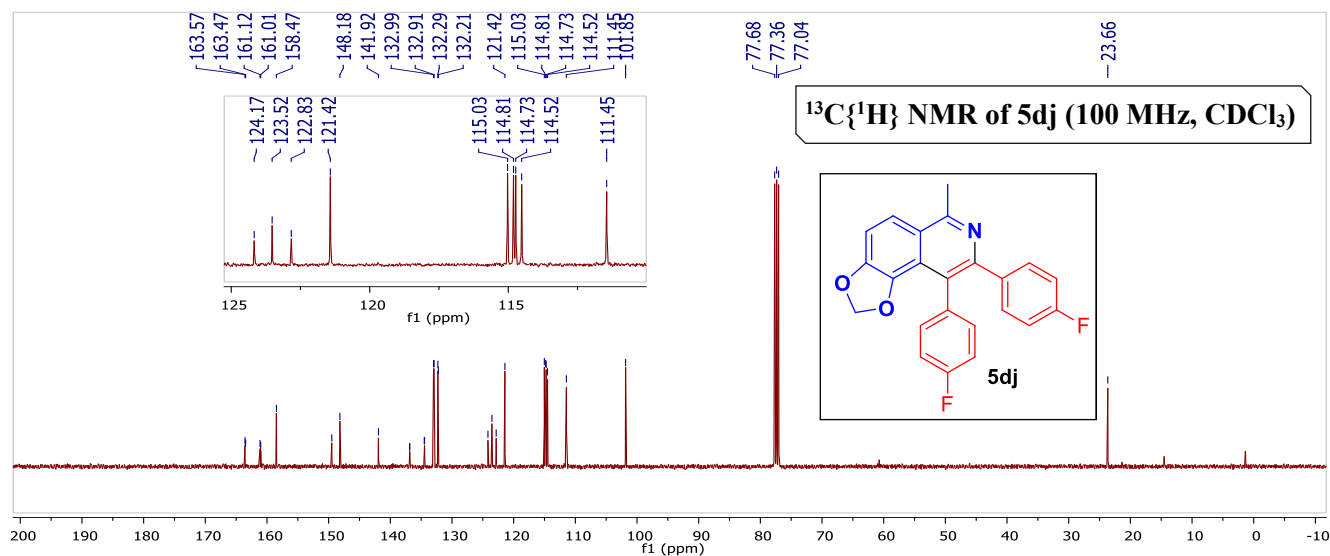 163.57
163.47
161.12
161.01
158.47
148.18
141.92
132.99
132.91
132.29
132.21
121.42
115.03
114.81
114.73
114.52
111.45
101.85
77.68
77.36
77.04
23.66
124.17
123.52
122.83
121.42
115.03
114.81
114.73
114.52
111.45
125 120 115
f1 (ppm)
¹³C{¹H} NMR of 5dj (100 MHz, CDCl₃)
N
O
O
F
F
5dj
200 190 180 170 160 150 140 130 120 110 100 90 80 70 60 50 40 30 20 10 0 -10
f1 (ppm)